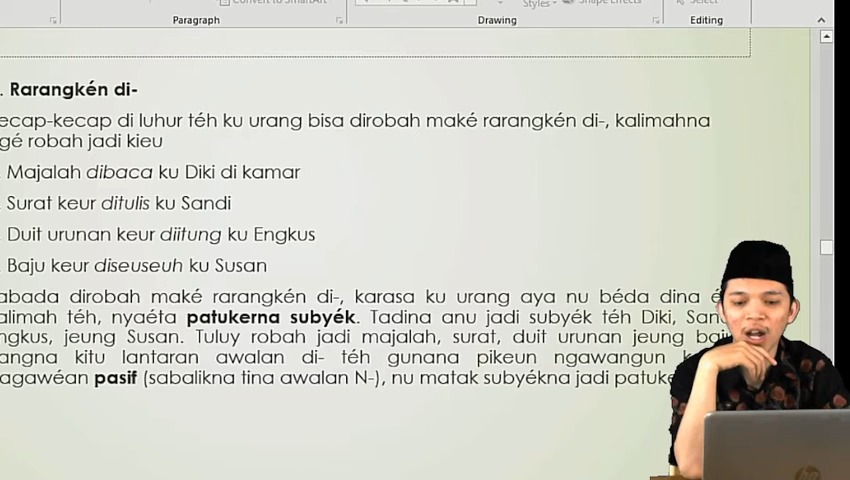 Paragraph
Drawing
Editing
. Rarangkén di-
ecap-kecap di luhur téh ku urang bisa dirobah maké rarangkén di-, kalimahna
gé robah jadi kieu
. Majalah dibaca ku Diki di kamar
. Surat keur ditulis ku Sandi
. Duit urunan keur diitung ku Engkus
. Baju keur diseuseuh ku Susan
abada dirobah maké rarangkén di-, karasa ku urang aya nu béda dina
alimah téh, nyaéta patukerna subyék. Tadina anu jadi subyék téh Diki,
ngkus, jeung Susan. Tuluy robah jadi majalah, surat, duit urunan jeung
angna kitu lantaran awalan di- téh gunana pikeun ngawangun
agawéan pasif (sabalikna tina awalan N-), nu matak subyékna jadi